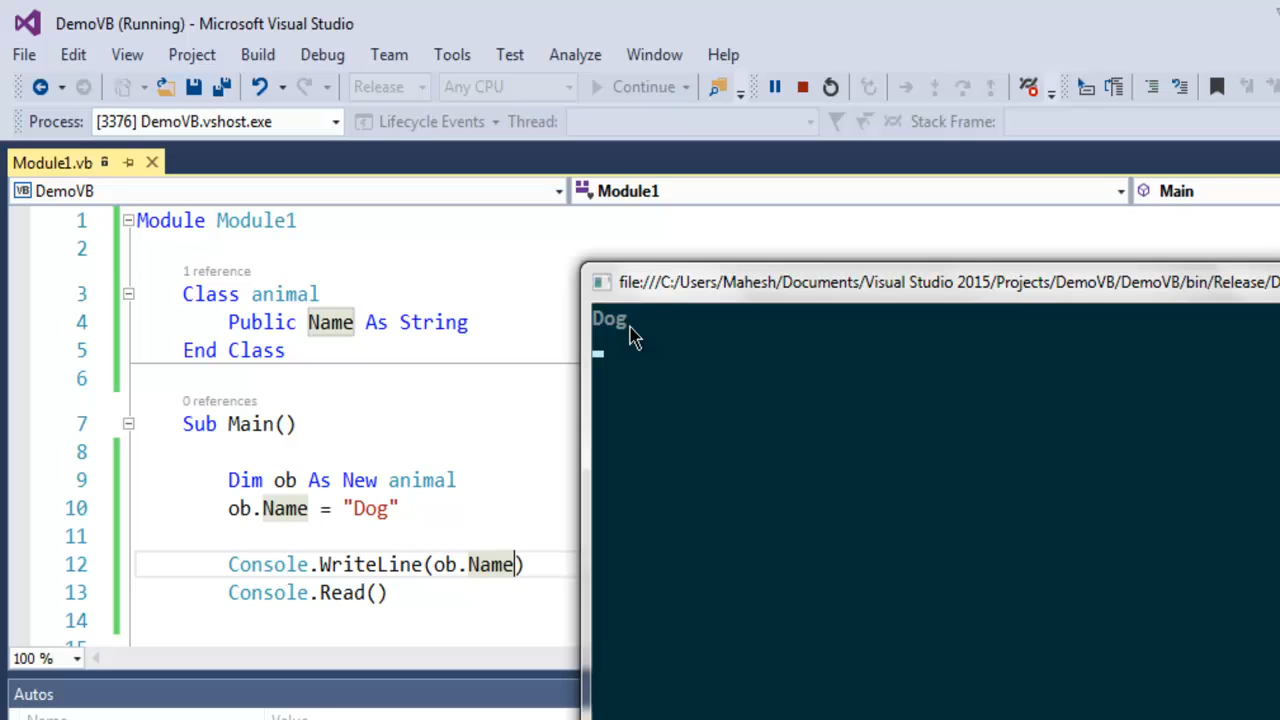 DemoVB (Running) - Microsoft Visual Studio
File Edit View Project Build Debug Team Tools Test Analyze Window Help
Release Any CPU Continue
Process: [3376] DemoVB.vshost.exe Lifecycle Events Thread: Stack Frame:
Module1.vb
VB DemoVB Module1 Main
1 Module Module1
2
1 reference
3 Class animal
4 Public Name As String
5 End Class
6
0 references
7 Sub Main()
8
9 Dim ob As New animal
10 ob.Name = "Dog"
11
12 Console.WriteLine(ob.Name)
13 Console.Read()
14
15
100 %
Autos
Name Value
file:///C:/Users/Mahesh/Documents/Visual Studio 2015/Projects/DemoVB/DemoVB/bin/Release/D
Dog